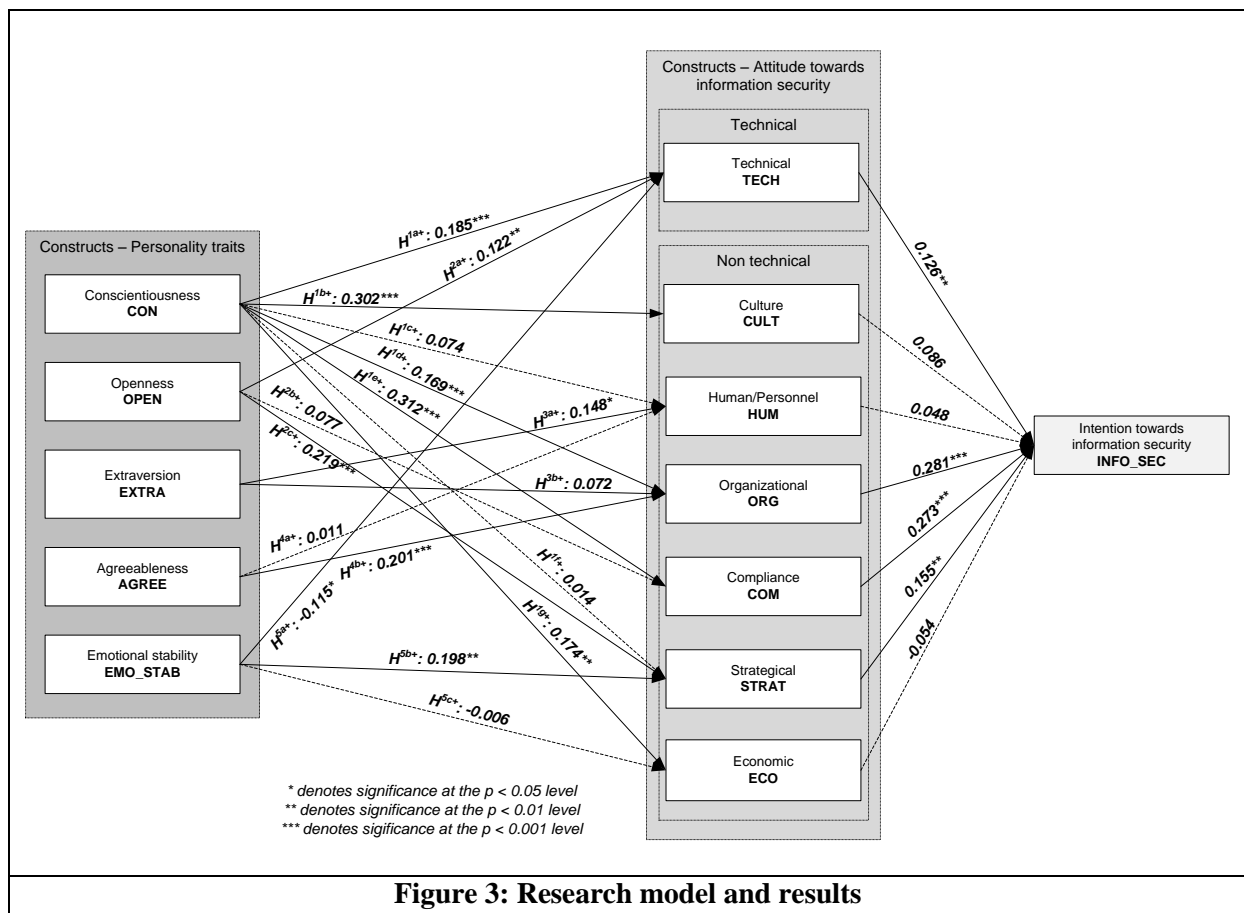 Constructs – Attitude towards
information security
Technical
Technical
TECH
Constructs – Personality traits
Conscientiousness
CON
Openness
OPEN
Extraversion
EXTRA
Agreeableness
AGREE
Emotional stability
EMO_STAB
H1a+: 0.185***
H2a+: 0.122**
H1b+: 0.302***
H1c+: 0.074
H1d+: 0.169***
H1e+: 0.312***
H2b+: 0.077
H2c+: 0.219***
H3a+: 0.148*
H3b+: 0.072
H4a+: 0.011
H4b+: 0.201***
H1f+: 0.014
H5a+: -0.115*
H1g+: 0.174**
H5b+: 0.198**
H5c+: -0.006
Non technical
Culture
CULT
Human/Personnel
HUM
Organizational
ORG
Compliance
COM
Strategical
STRAT
Economic
ECO
0.126**
0.086
0.048
0.281***
0.273***
0.155**
-0.054
Intention towards
information security
INFO_SEC
* denotes significance at the p < 0.05 level
** denotes significance at the p < 0.01 level
*** denotes sigificance at the p < 0.001 level
Figure 3: Research model and results